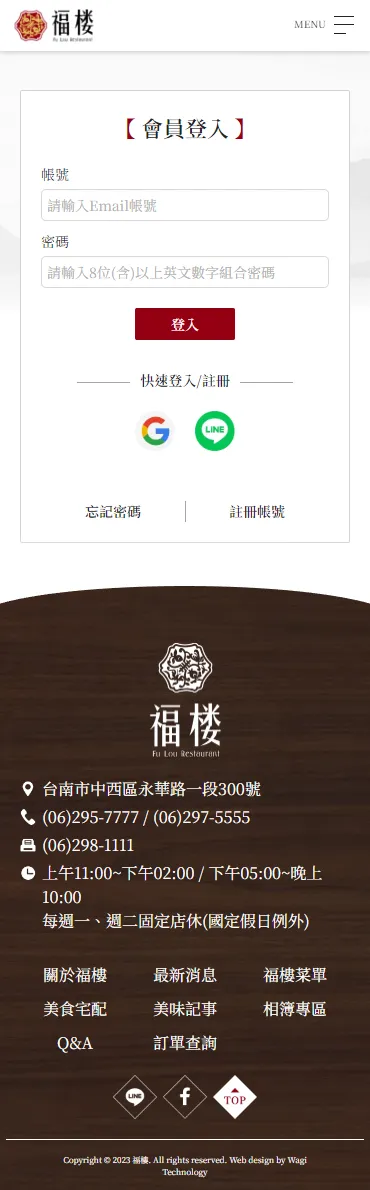 福楼
Fu Lou Restaurant
MENU
【 會員登入 】
帳號
請輸入Email帳號
密碼
請輸入8位(含)以上英文數字組合密碼
登入
快速登入/註冊
G
LINE
忘記密碼
註冊帳號
福楼
Fu Lou Restaurant
台南市中西區永華路一段300號
(06)295-7777 / (06)297-5555
(06)298-1111
上午11:00~下午02:00 / 下午05:00~晚上
10:00
每週一、週二固定店休(國定假日例外)
關於福樓 最新消息 福樓菜單
美食宅配 美味記事 相簿專區
Q&A 訂單查詢
LINE
TOP
Copyright © 2023 福樓. All rights reserved. Web design by Wagi
Technology